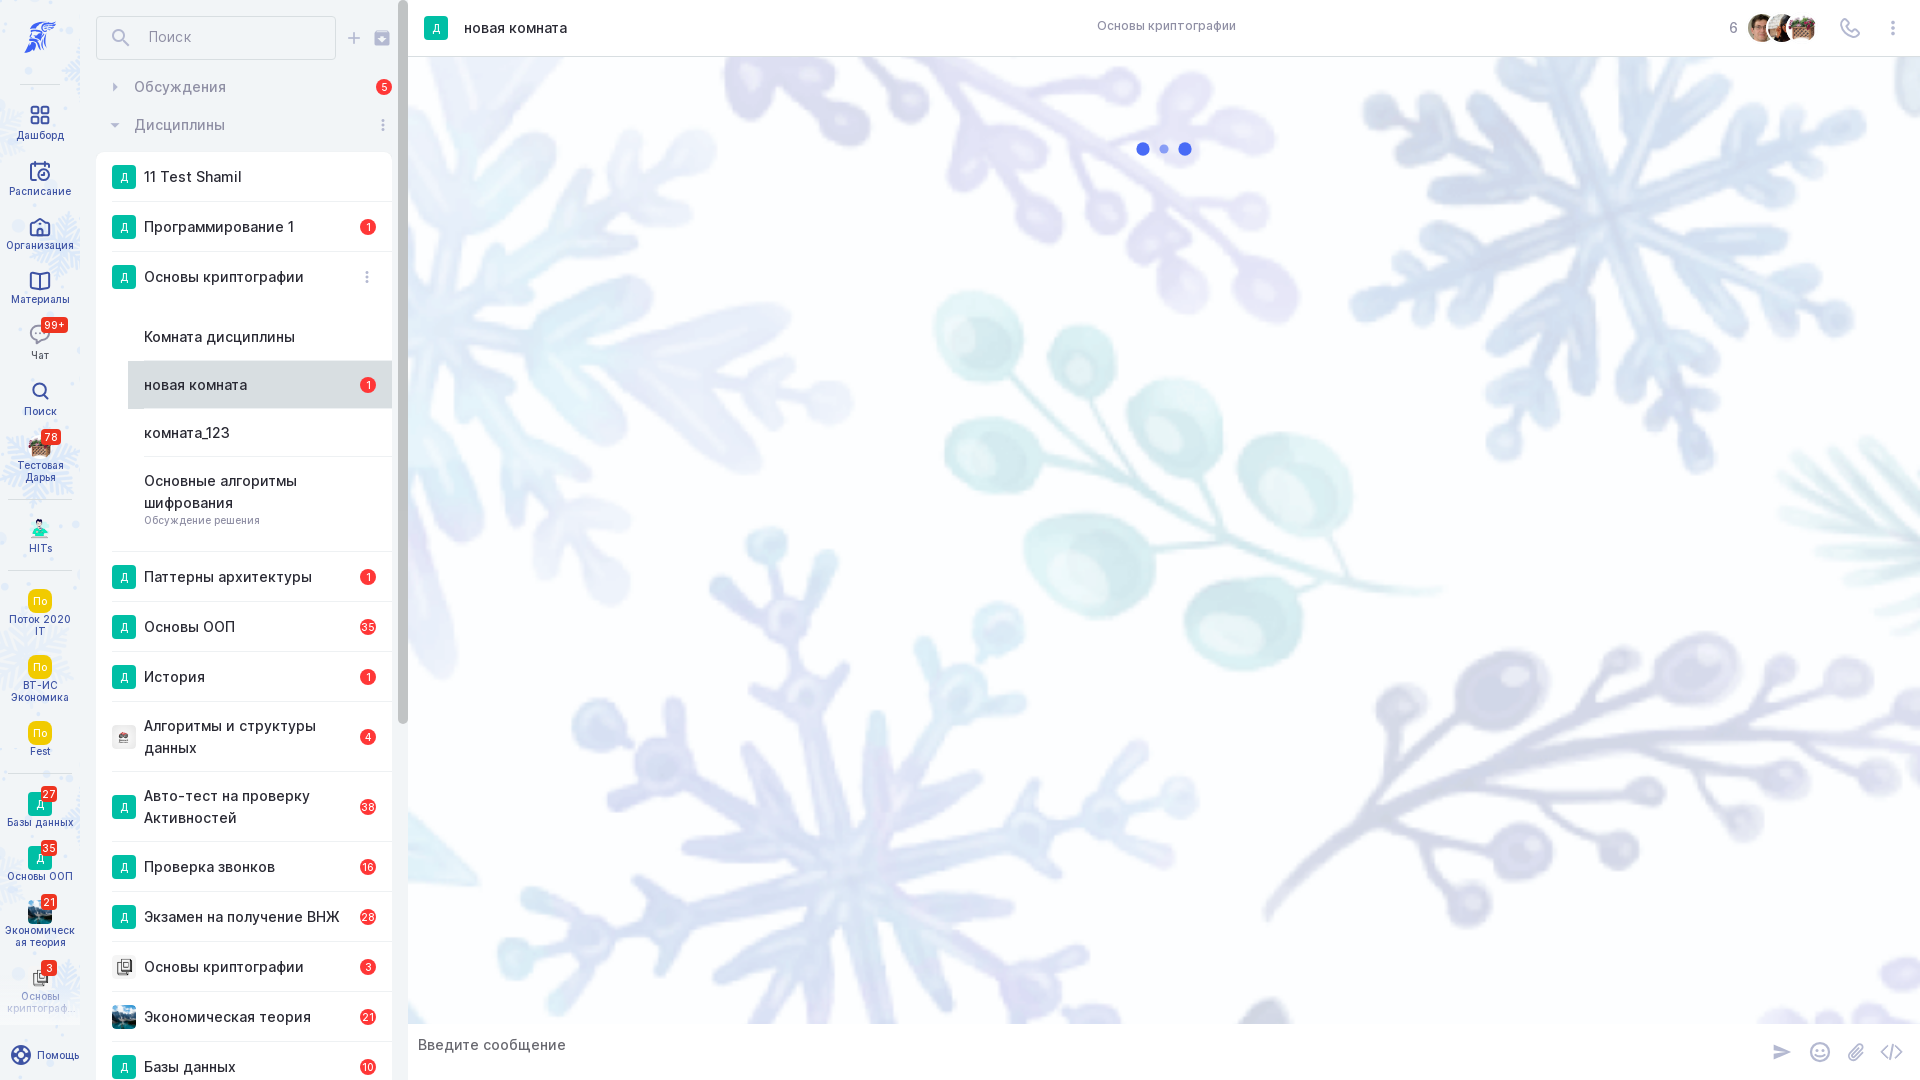 Дашборд
Расписание
Организация
Материалы
99+
Чат
Поиск
78
Тестовая
Дарья
HITs
По
Поток 2020
IT
По
ВТ-ИС
Экономика
По
Fest
27
Д
Базы данных
35
Д
Основы ООП
21
Экономическ
ая теория
3
Основы
криптограф...
Помощь
Поиск
Обсуждения
5
Дисциплины
Д
11 Test Shamil
Д
Программирование 1
1
Д
Основы криптографии
Комната дисциплины
новая комната
1
комната_123
Основные алгоритмы
шифрования
Обсуждение решения
Д
Паттерны архитектуры
1
Д
Основы ООП
35
Д
История
1
Алгоритмы и структуры
данных
4
Д
Авто-тест на проверку
Активностей
38
Д
Проверка звонков
16
Д
Экзамен на получение ВНЖ
28
Основы криптографии
3
Экономическая теория
21
Д
Базы данных
10
Д
новая комната
Основы криптографии
6
Введите сообщение